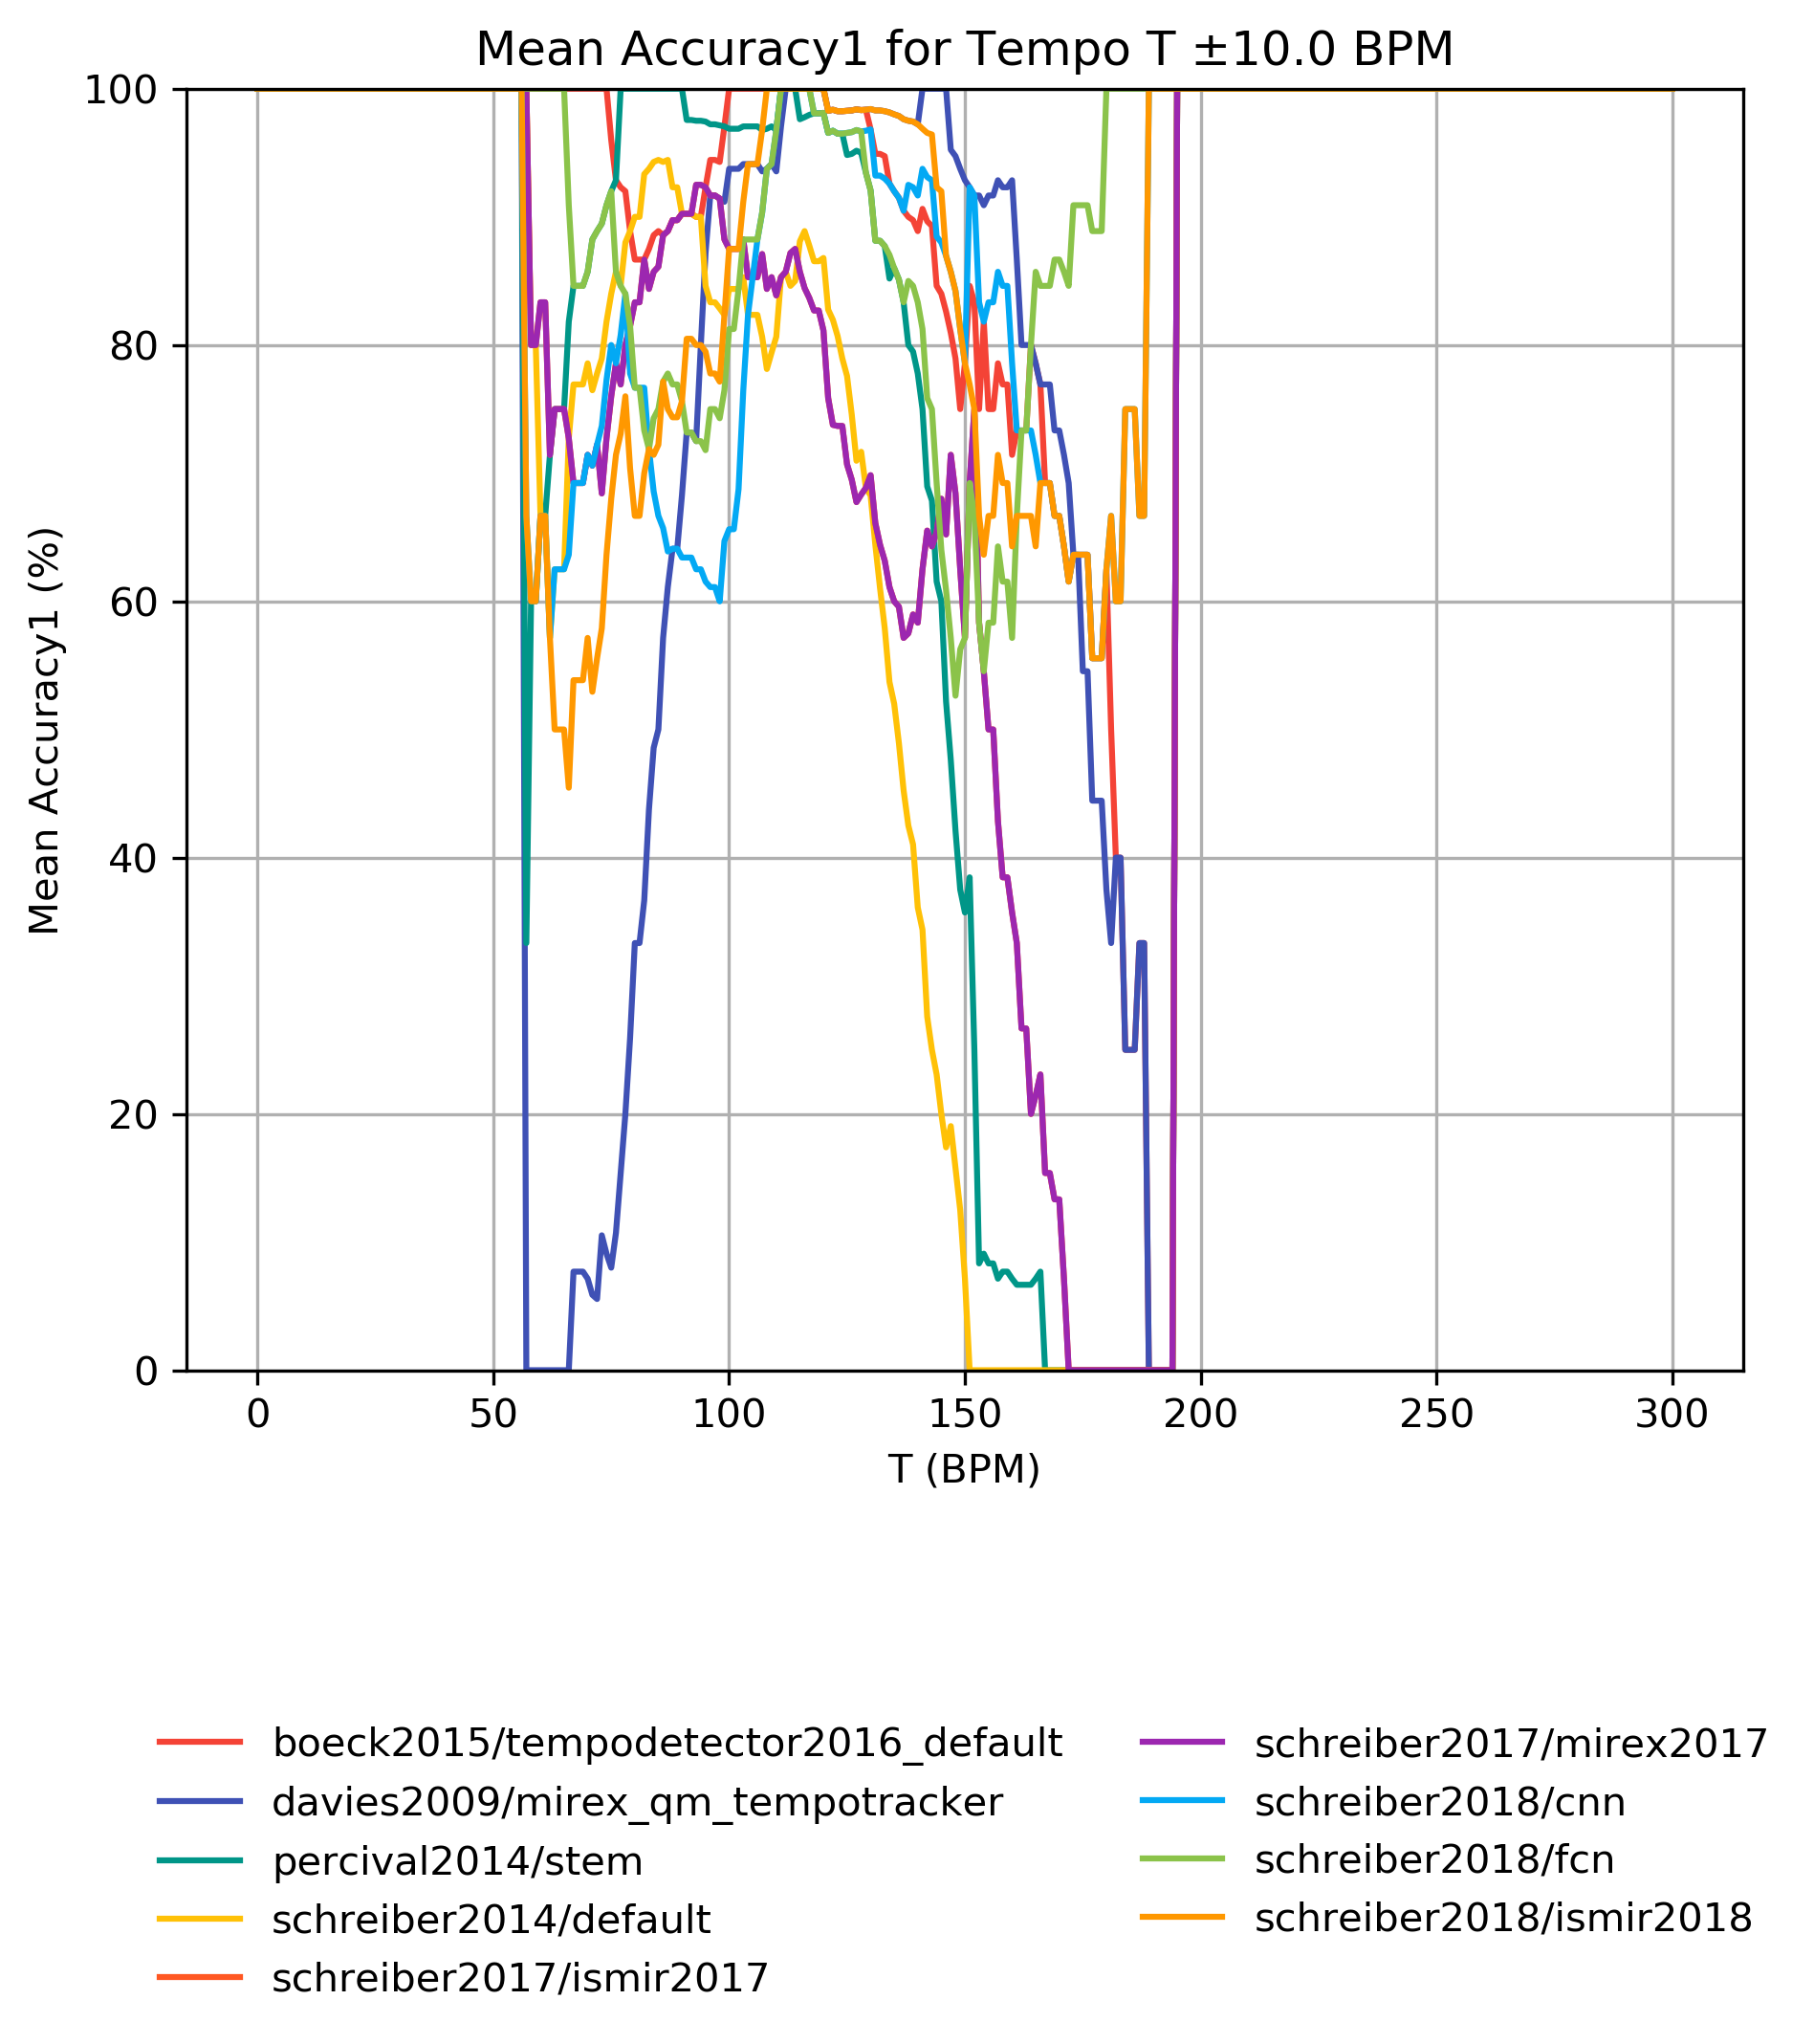 Mean Accuracy1 for Tempo T ±10.0 BPM
Mean Accuracy1 (%)
100
80
60
40
20
0
0 50 100 150 200 250 300
T (BPM)
boeck2015/tempodetector2016_default
davies2009/mirex_qm_tempotracker
percival2014/stem
schreiber2014/default
schreiber2017/ismir2017
schreiber2017/mirex2017
schreiber2018/cnn
schreiber2018/fcn
schreiber2018/ismir2018